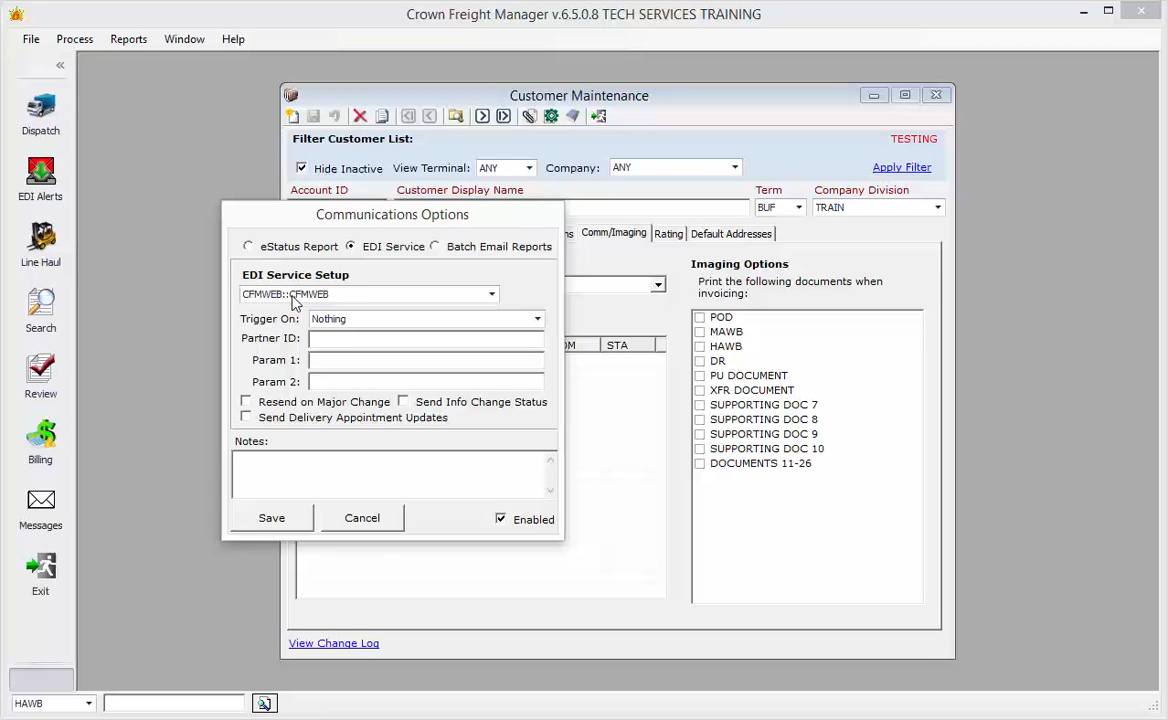 Crown Freight Manager v.6.5.0.8 TECH SERVICES TRAINING
File Process Reports Window Help
«
Dispatch
EDI Alerts
Line Haul
Search
Review
Billing
Messages
Exit
Customer Maintenance
Filter Customer List:
TESTING
Hide Inactive View Terminal: ANY Company: ANY Apply Filter
Account ID Customer Display Name Term Company Division
BUF TRAIN
Comm/Imaging Rating Default Addresses
Communications Options
eStatus Report EDI Service Batch Email Reports
EDI Service Setup
CFMWEB::CFMWEB
Trigger On: Nothing
Partner ID:
Param 1:
Param 2:
Resend on Major Change Send Info Change Status
Send Delivery Appointment Updates
Notes:
Save Cancel Enabled
STA
Imaging Options
Print the following documents when
invoicing:
POD
MAWB
HAWB
DR
PU DOCUMENT
XFR DOCUMENT
SUPPORTING DOC 7
SUPPORTING DOC 8
SUPPORTING DOC 9
SUPPORTING DOC 10
DOCUMENTS 11-26
View Change Log
HAWB